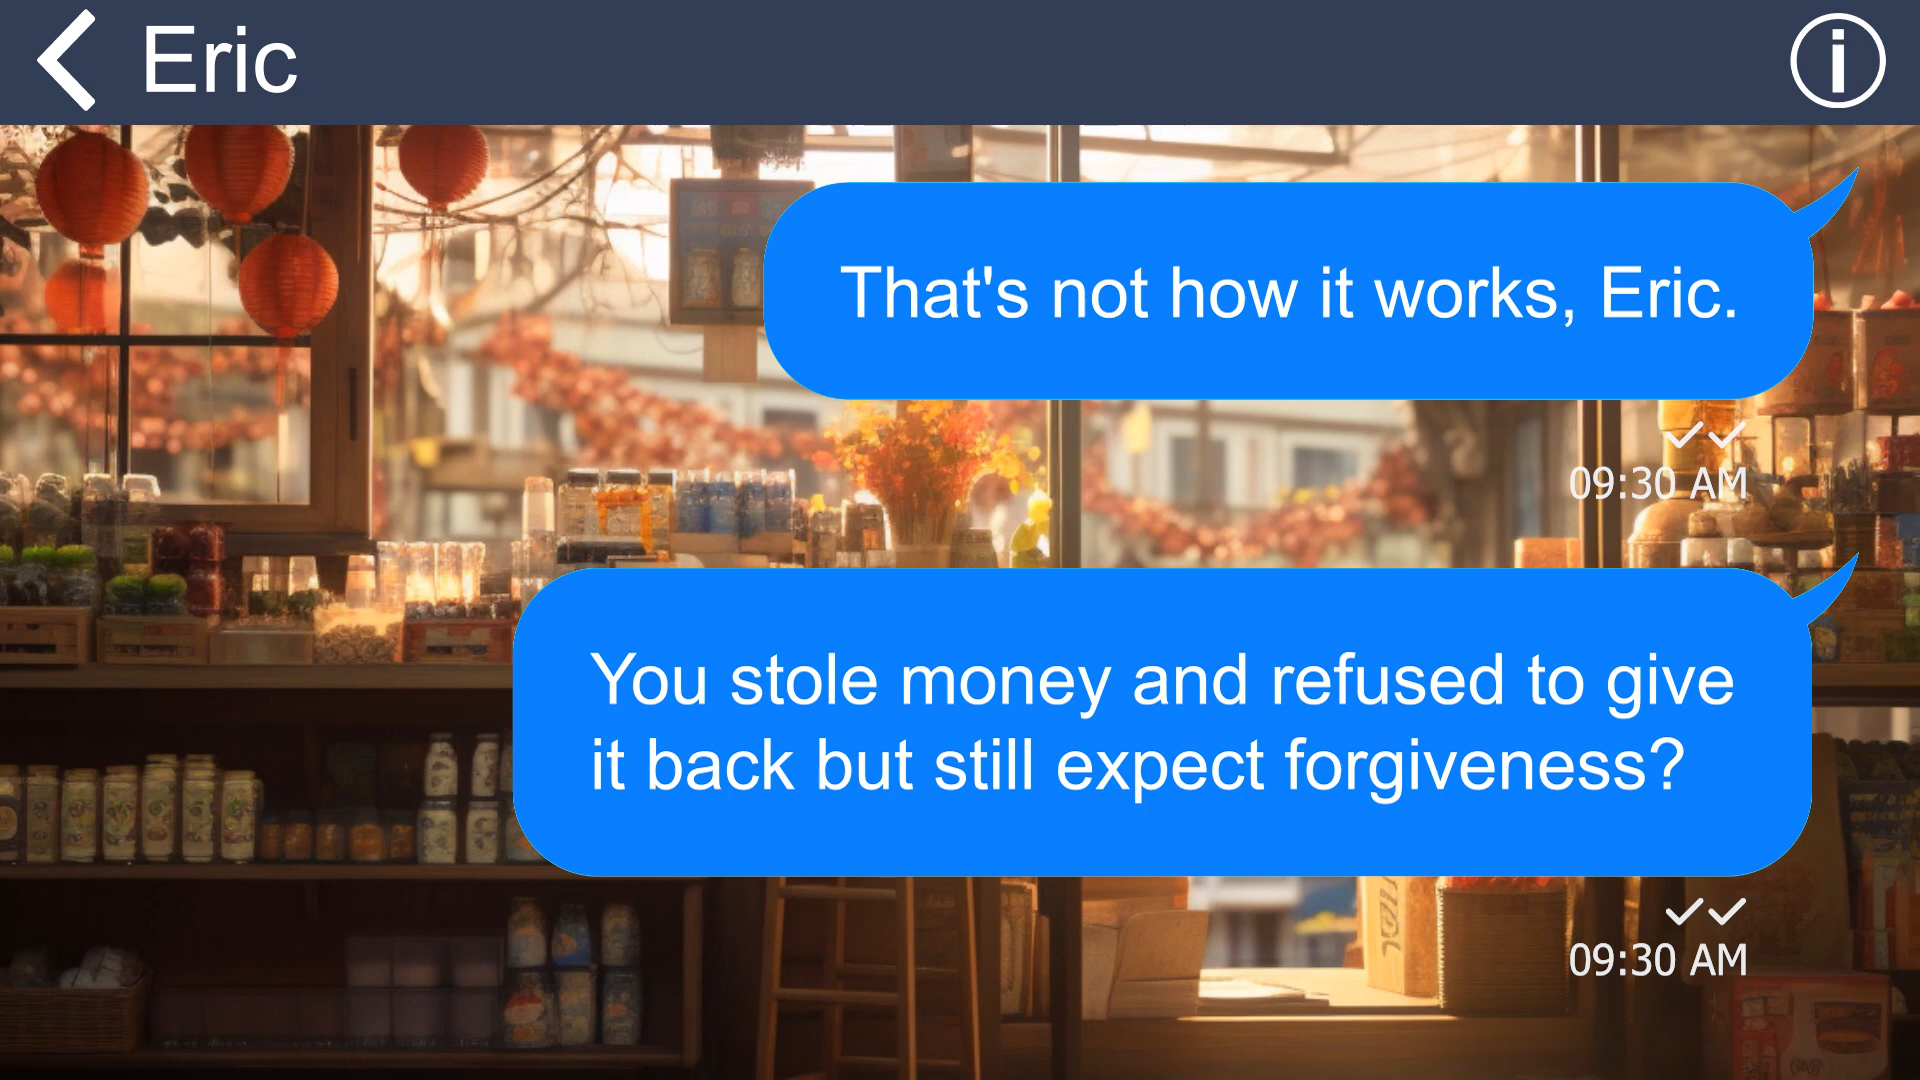 Eric
That's not how it works, Eric.
09:30 AM
You stole money and refused to give
it back but still expect forgiveness?
09:30 AM